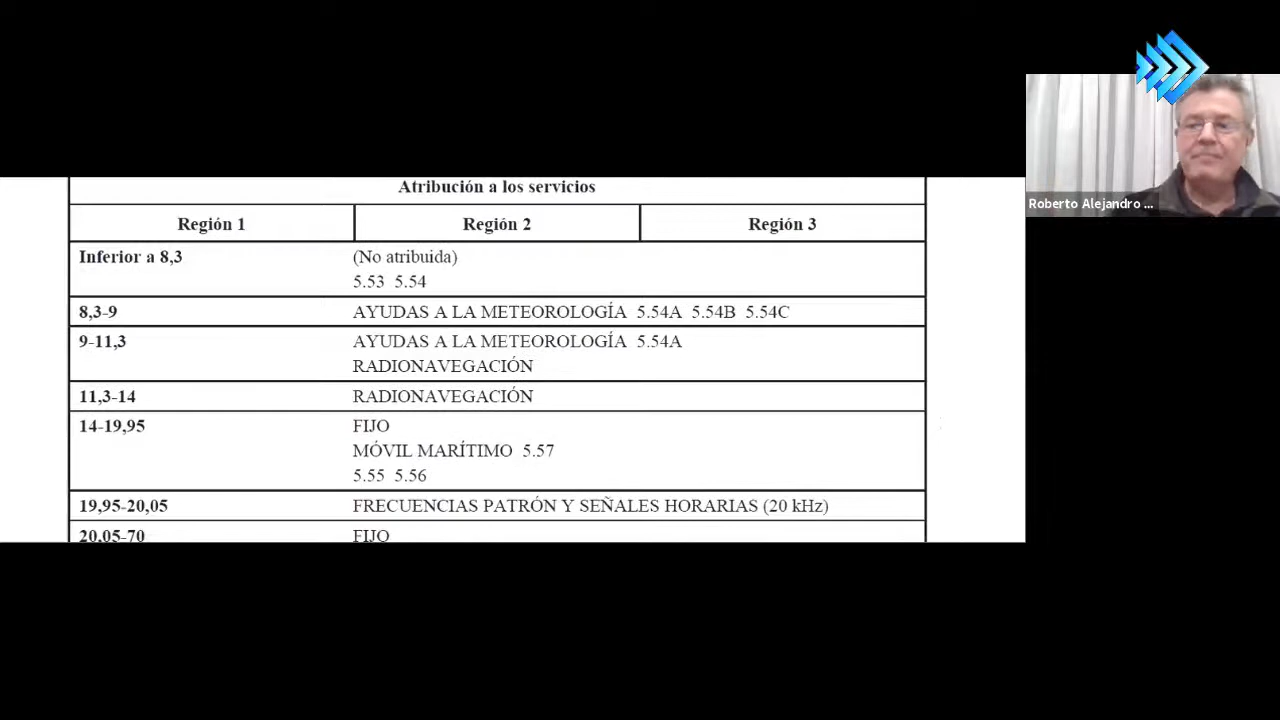 Atribución a los servicios
Región 1 Región 2 Región 3
Inferior a 8,3 (No atribuida)
5.53 5.54
8,3-9 AYUDAS A LA METEOROLOGÍA 5.54A 5.54B 5.54C
9-11,3 AYUDAS A LA METEOROLOGÍA 5.54A
RADIONAVEGACIÓN
11,3-14 RADIONAVEGACIÓN
14-19,95 FIJO
MÓVIL MARÍTIMO 5.57
5.55 5.56
19,95-20,05 FRECUENCIAS PATRÓN Y SEÑALES HORARIAS (20 kHz)
20,05-70 FIJO
Roberto Alejandro ...